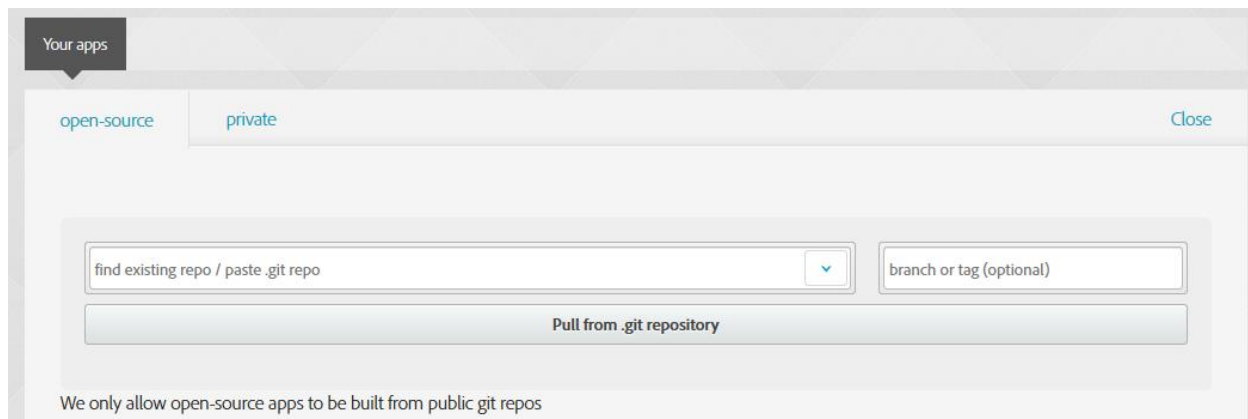 Your apps
open-source private Close
find existing repo / paste .git repo branch or tag (optional)
Pull from .git repository
We only allow open-source apps to be built from public git repos